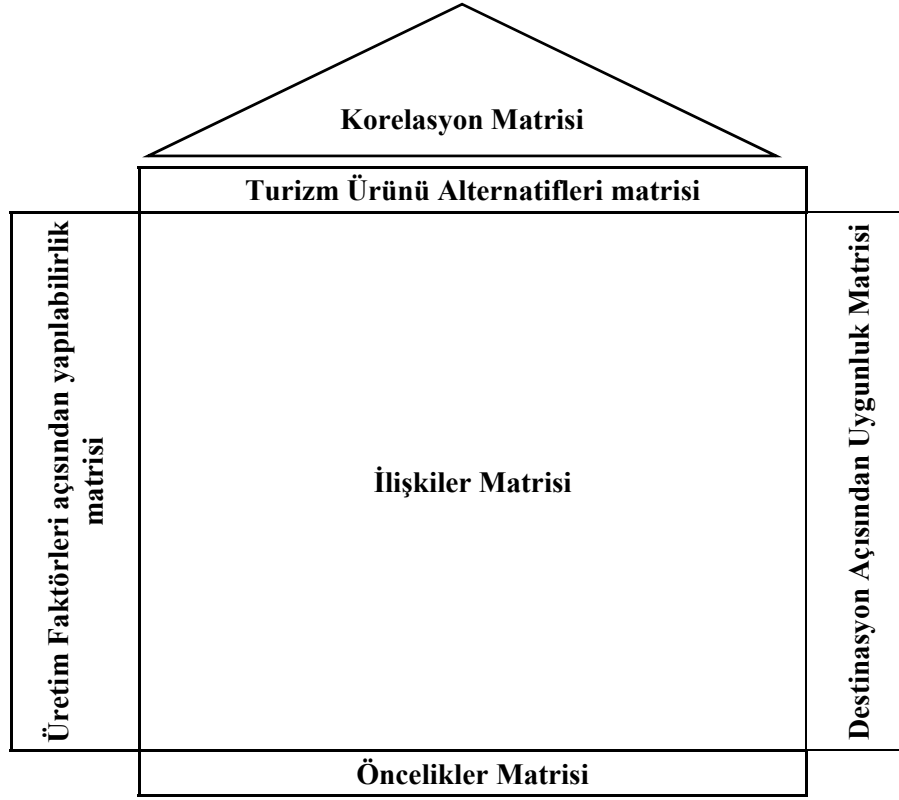 Korelasyon Matrisi
Turizm Ürünü Alternatifleri matrisi
Üretim Faktörleri açısından yapılabilirlik
matrisi
İlişkiler Matrisi
Destinasyon Açısından Uygunluk Matrisi
Öncelikler Matrisi